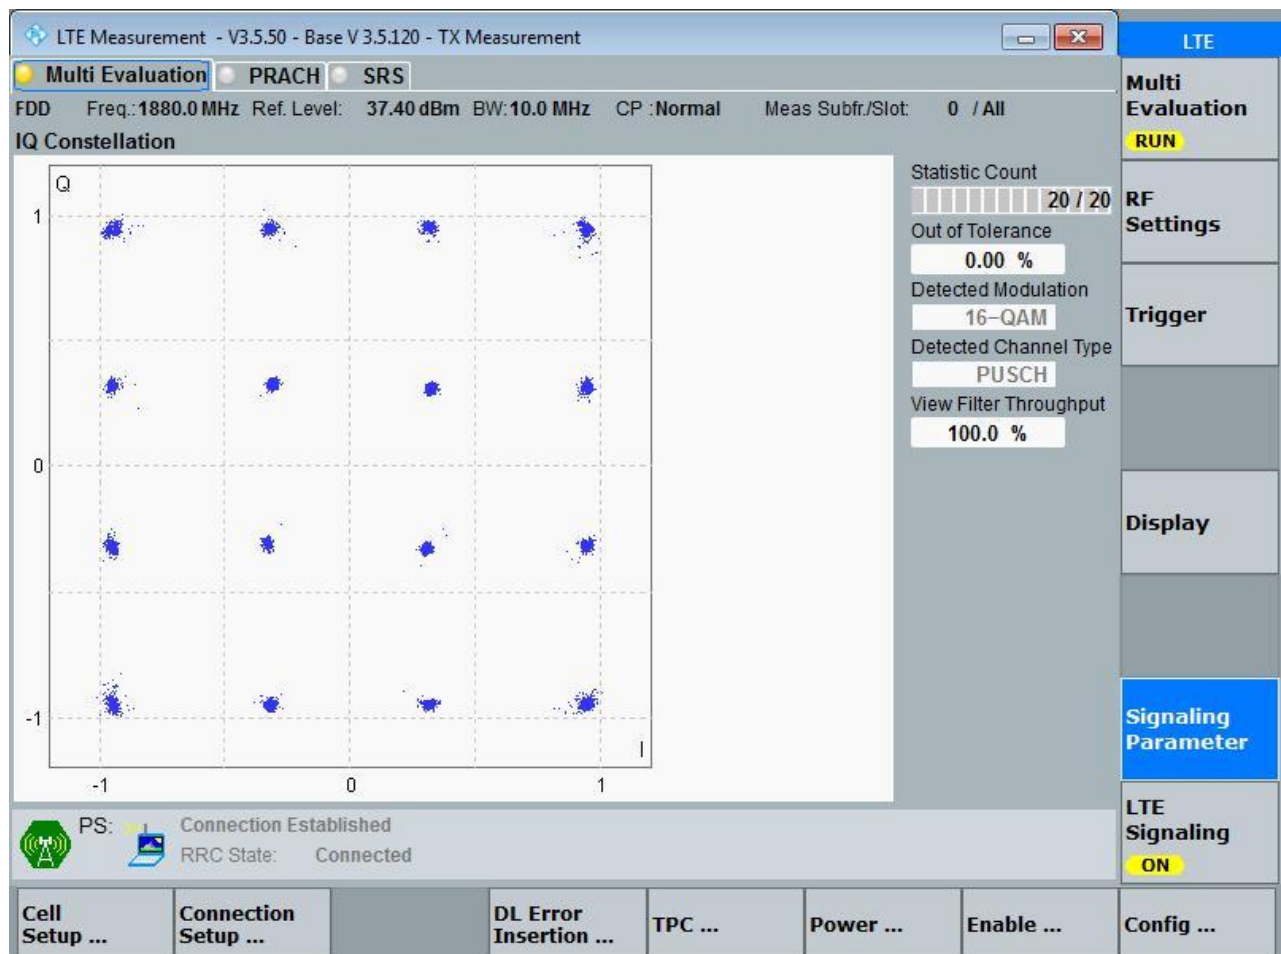 LTE Measurement - V3.5.50 - Base V 3.5.120 - TX Measurement
LTE
Multi Evaluation PRACH SRS
FDD Freq.:1880.0 MHz Ref. Level: 37.40 dBm BW:10.0 MHz CP :Normal Meas Subfr./Slot: 0 / All
IQ Constellation
Q
1
0
-1
I
-1 0 1
Statistic Count
20 / 20
Out of Tolerance
0.00 %
Detected Modulation
16-QAM
Detected Channel Type
PUSCH
View Filter Throughput
100.0 %
Multi
Evaluation
RUN
RF
Settings
Trigger
Display
Signaling
Parameter
LTE
Signaling
ON
PS: Connection Established
RRC State: Connected
Cell
Setup ...
Connection
Setup ...
DL Error
Insertion ...
TPC ...
Power ...
Enable ...
Config ...